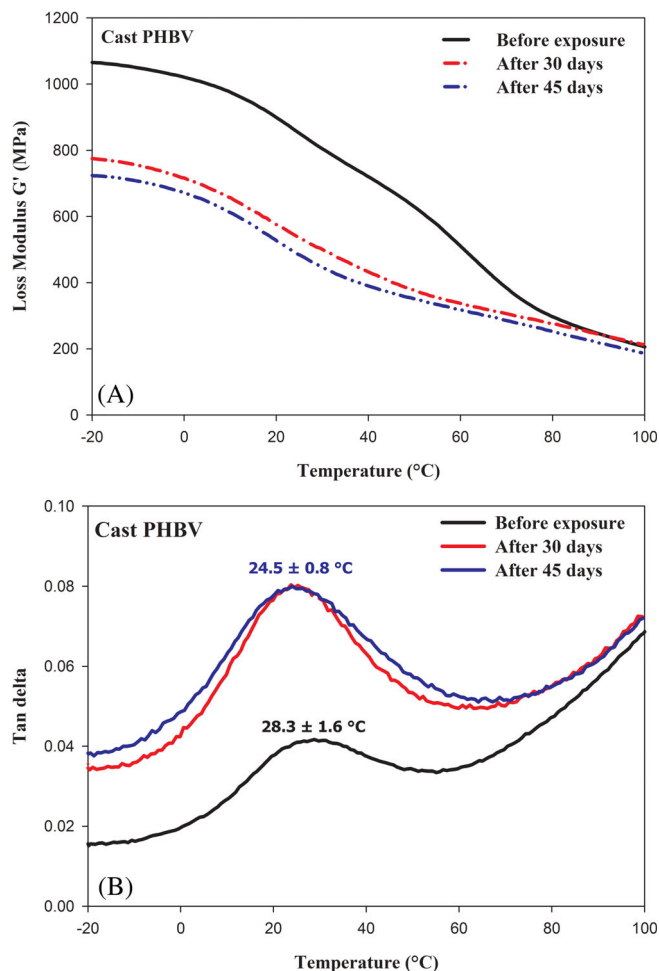 Cast PHBV
Before exposure
After 30 days
After 45 days
1200
1000
800
600
400
200
0
Loss Modulus G' (MPa)
(A)
-20 0 20 40 60 80 100
Temperature (°C)
Cast PHBV
Before exposure
After 30 days
After 45 days
24.5 ± 0.8 °C
28.3 ± 1.6 °C
0.10
0.08
0.06
0.04
0.02
0.00
Tan delta
(B)
-20 0 20 40 60 80 100
Temperature (°C)